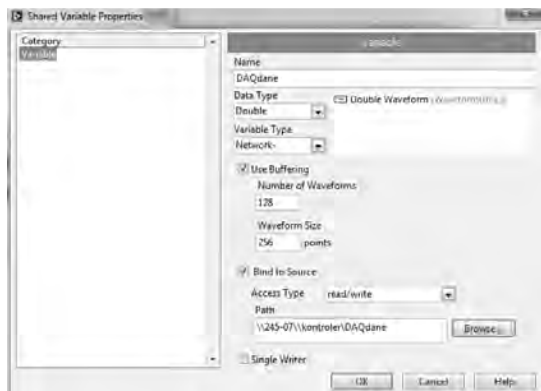 Shared Variable Properties
Category
Variable
Variable
Name
DAQdane
Data Type
Double Waveform
Double
Variable Type
Network-
Use Buffering
Number of Waveforms
128
Waveform Size
256 points
Bind to Source
Access Type read/write
Path
\\245-07\\kontroler\DAQdane Browse...
Single Writer
OK Cancel Help